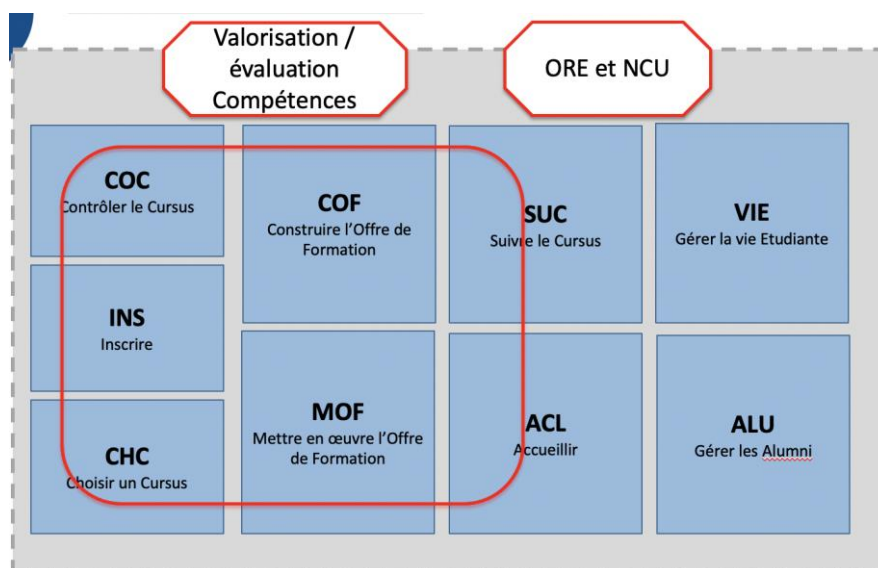 Valorisation /
évaluation
Compétences
ORE et NCU
COC
Contrôler le Cursus
COF
Construire l’Offre de
Formation
SUC
Suivre le Cursus
VIE
Gérer la vie Etudiante
INS
Inscrire
CHC
Choisir un Cursus
MOF
Mettre en œuvre l’Offre
de Formation
ACL
Accueillir
ALU
Gérer les Alumni